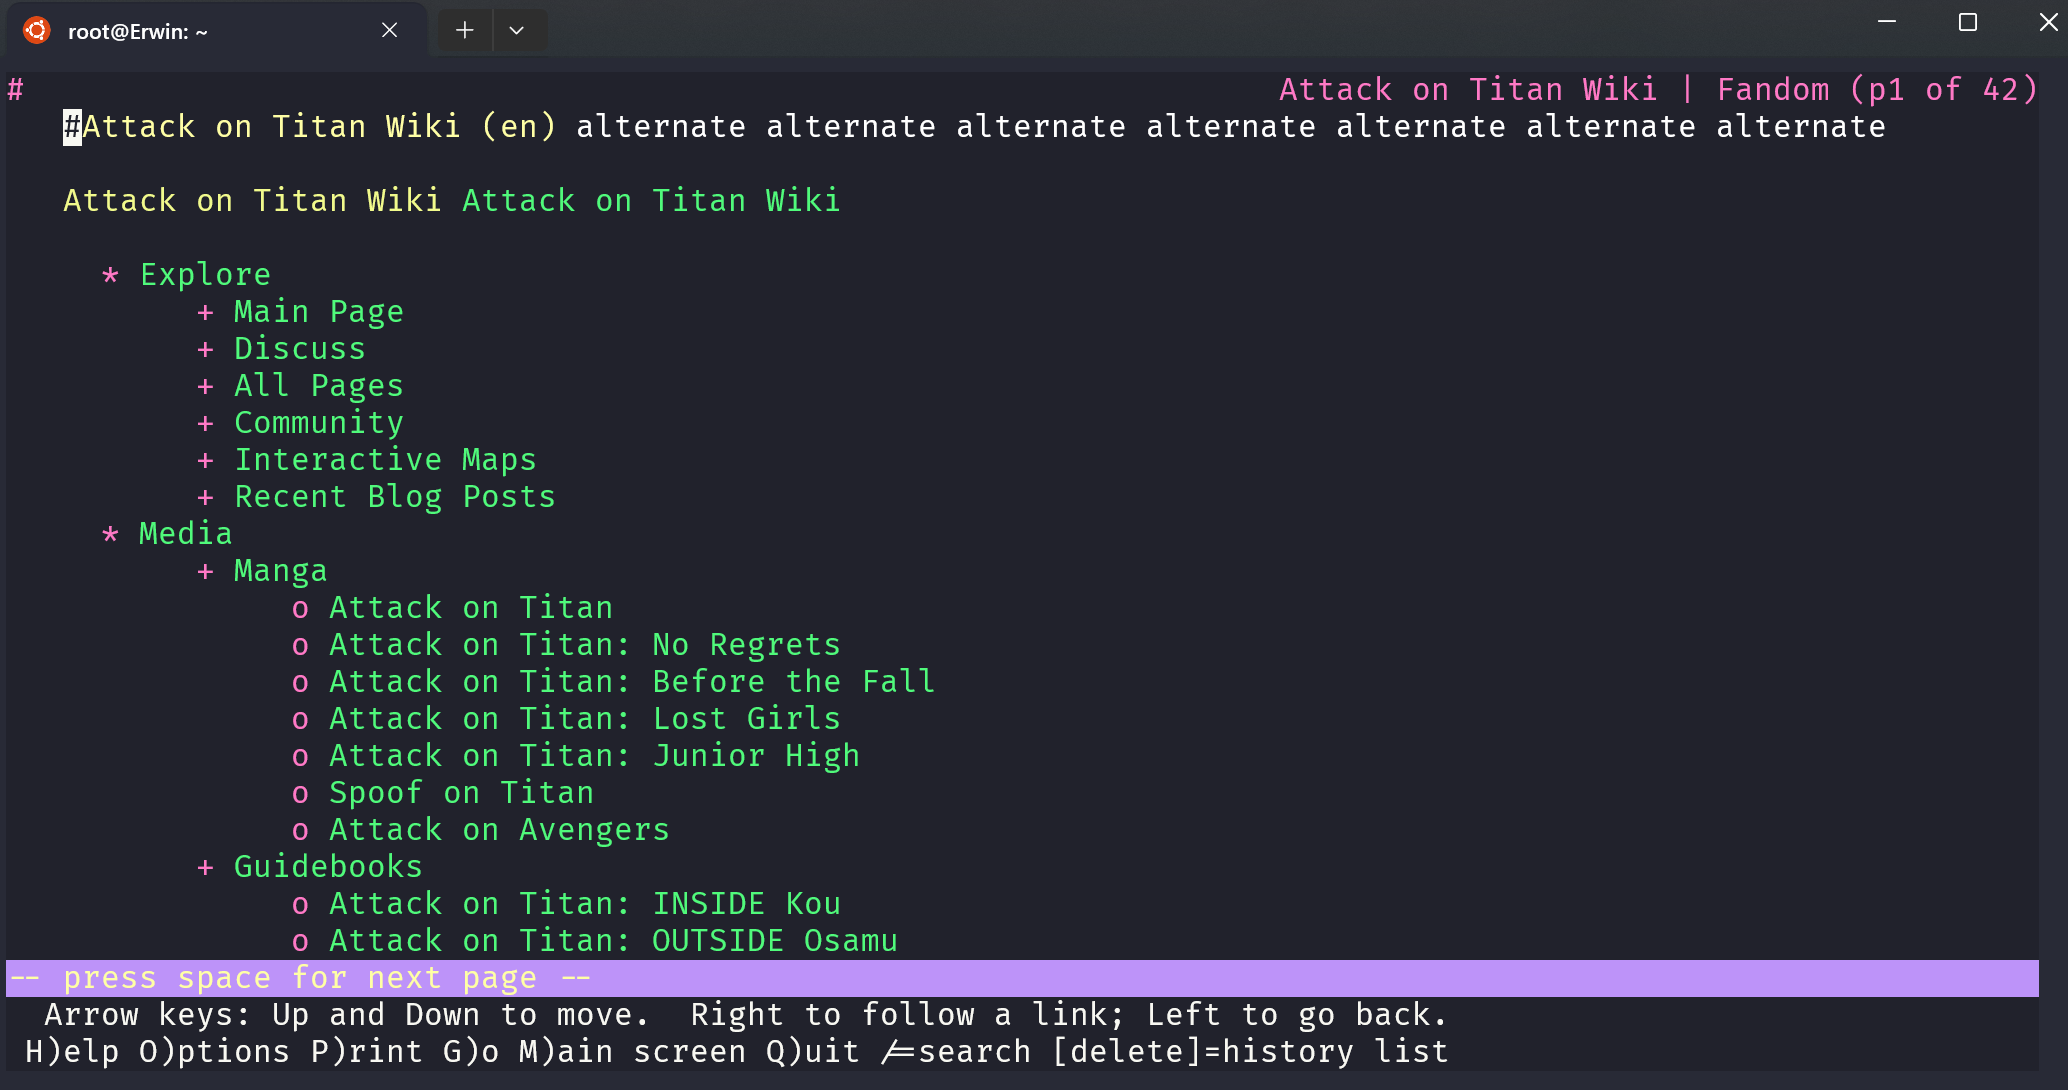 root@Erwin: ~
# Attack on Titan Wiki | Fandom (p1 of 42)
#Attack on Titan Wiki (en) alternate alternate alternate alternate alternate alternate alternate
Attack on Titan Wiki Attack on Titan Wiki
* Explore
+ Main Page
+ Discuss
+ All Pages
+ Community
+ Interactive Maps
+ Recent Blog Posts
* Media
+ Manga
o Attack on Titan
o Attack on Titan: No Regrets
o Attack on Titan: Before the Fall
o Attack on Titan: Lost Girls
o Attack on Titan: Junior High
o Spoof on Titan
o Attack on Avengers
+ Guidebooks
o Attack on Titan: INSIDE Kou
o Attack on Titan: OUTSIDE Osamu
-- press space for next page --
Arrow keys: Up and Down to move.  Right to follow a link; Left to go back.
H)elp O)ptions P)rint G)o M)ain screen Q)uit /=search [delete]=history list